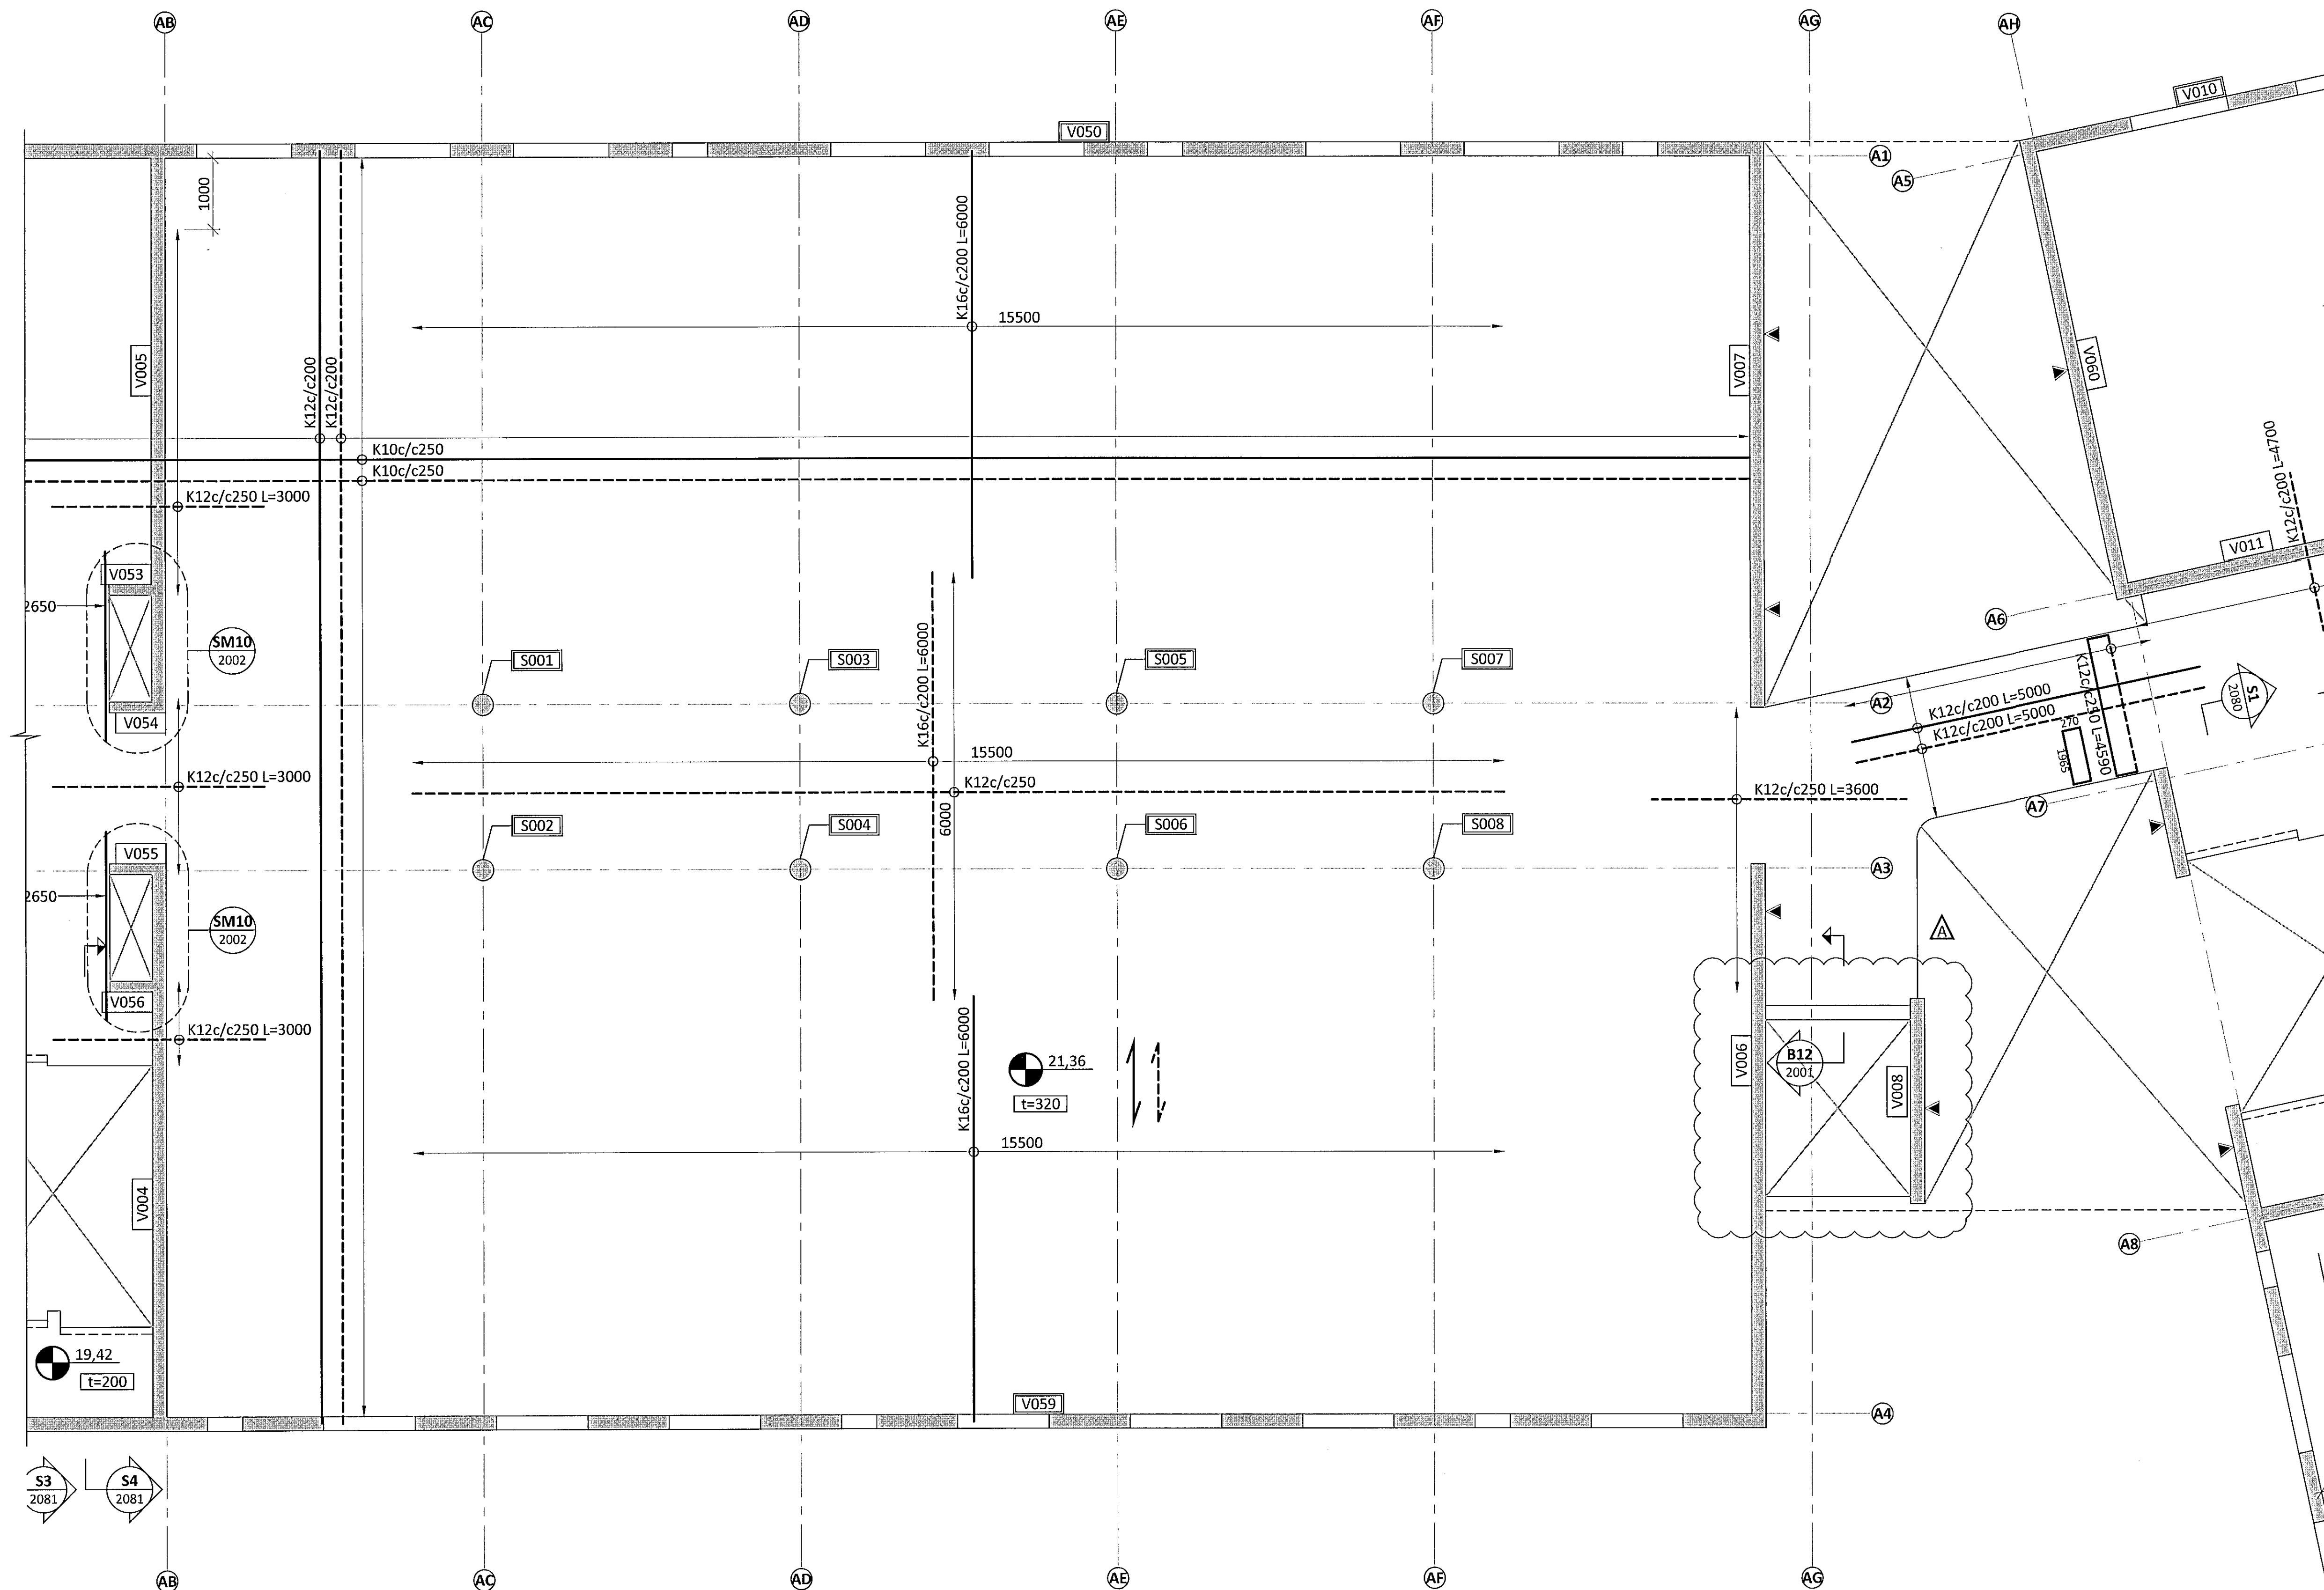 AB
AC
AD
AE
AF
AG
AH
V010
V050
A1
A5
1000
K16c/c200 L=6000
15500
V005
K12c/c200
K12c/c200
V007
V060
K10c/c250
K10c/c250
K12c/c200 L=4700
K12c/c250 L=3000
V011
V053
2650
A6
SM10
2002
S001
S003
S005
S007
K16c/c200 L=6000
V054
A2
K12c/c200 L=5000
K12c/c200 L=5000
K12c/c250 L=4590
270
1965
S1
2080
15500
K12c/c250 L=3000
K12c/c250
K12c/c250 L=3600
A7
6000
S002
S004
S006
S008
V055
A3
2650
SM10
2002
A
V056
K12c/c250 L=3000
K16c/c200 L=6000
21,36
t=320
V006
B12
2001
V008
15500
V004
A8
19,42
t=200
V059
A4
S3
2081
S4
2081
AB
AC
AD
AE
AF
AG